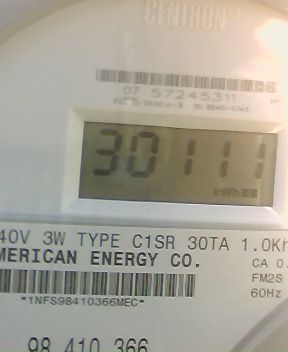 CENTRON
07 57245311
30111
kWh
40V 3W TYPE C1SR 30TA 1.0Kh
MERICAN ENERGY CO.
CA 0.
FM2S
*1NFS98410366MEC*
60Hz
98 410 366